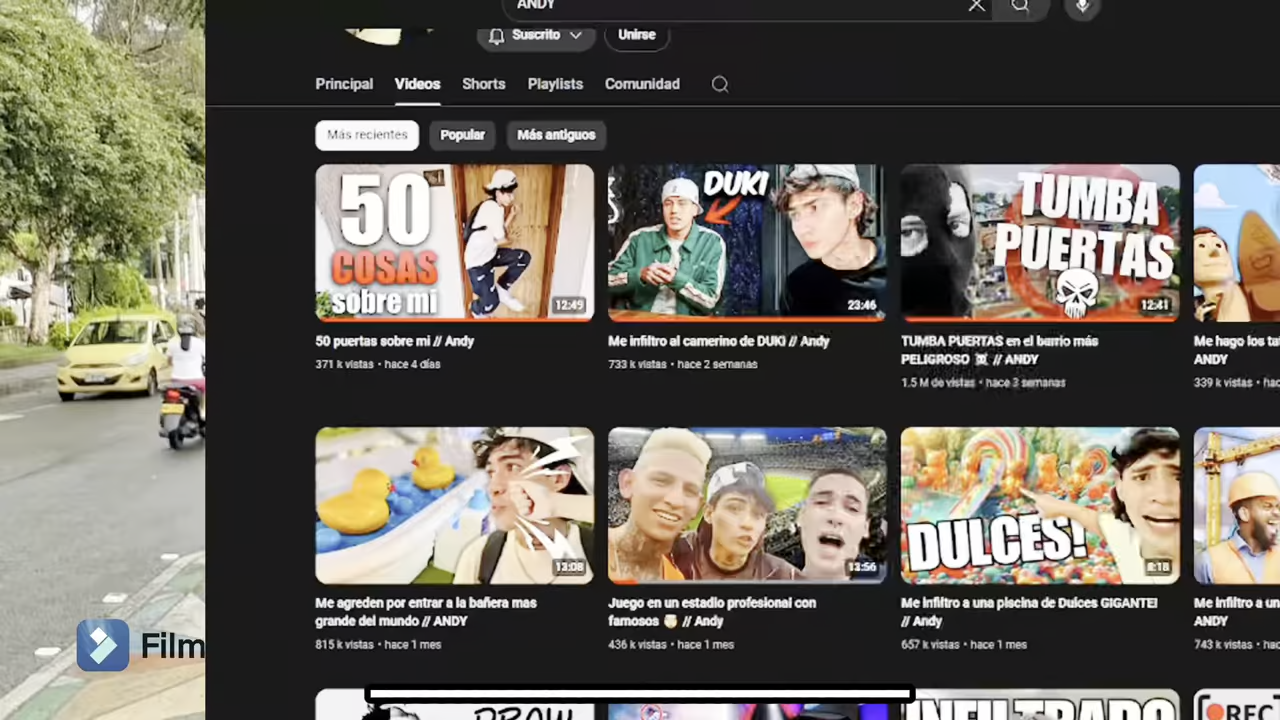 ANDY
Suscrito
Unirse
Principal
Videos
Shorts
Playlists
Comunidad
Más recientes
Popular
Más antiguos
50
COSAS
sobre mi
12:49
DUKI
23:46
TUMBA
PUERTAS
12:41
50 puertas sobre mi // Andy
371 k vistas • hace 4 días
Me infiltro al camerino de DUKI // Andy
733 k vistas • hace 2 semanas
TUMBA PUERTAS en el barrio más
PELIGROSO ☠️ // ANDY
1.5 M de vistas • hace 3 semanas
Me hago los ta
ANDY
339 k vistas • hac
13:08
13:56
DULCES!
8:18
Me agreden por entrar a la bañera mas
grande del mundo // ANDY
815 k vistas • hace 1 mes
Juego en un estadio profesional con
famosos 🤯 // Andy
436 k vistas • hace 1 mes
Me infiltro a una piscina de Dulces GIGANTE!
// Andy
657 k vistas • hace 1 mes
Me infiltro a un
ANDY
743 k vistas • hac
Film
INFILTRADO
REC